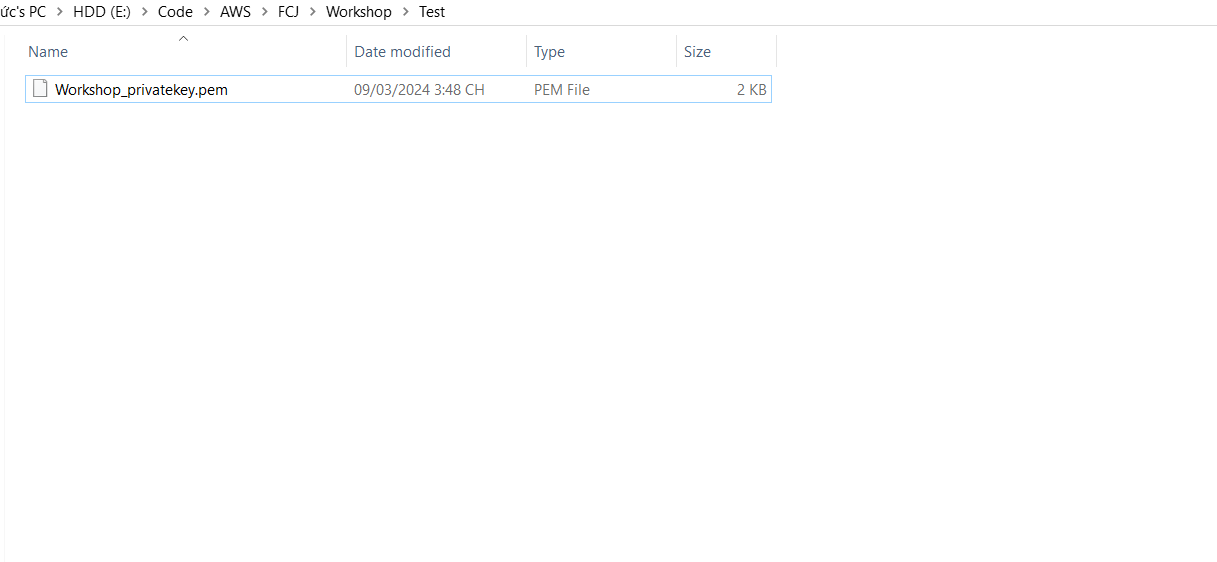 ức's PC > HDD (E:) > Code > AWS > FCJ > Workshop > Test
Name Date modified Type Size
Workshop_privatekey.pem 09/03/2024 3:48 CH PEM File 2 KB